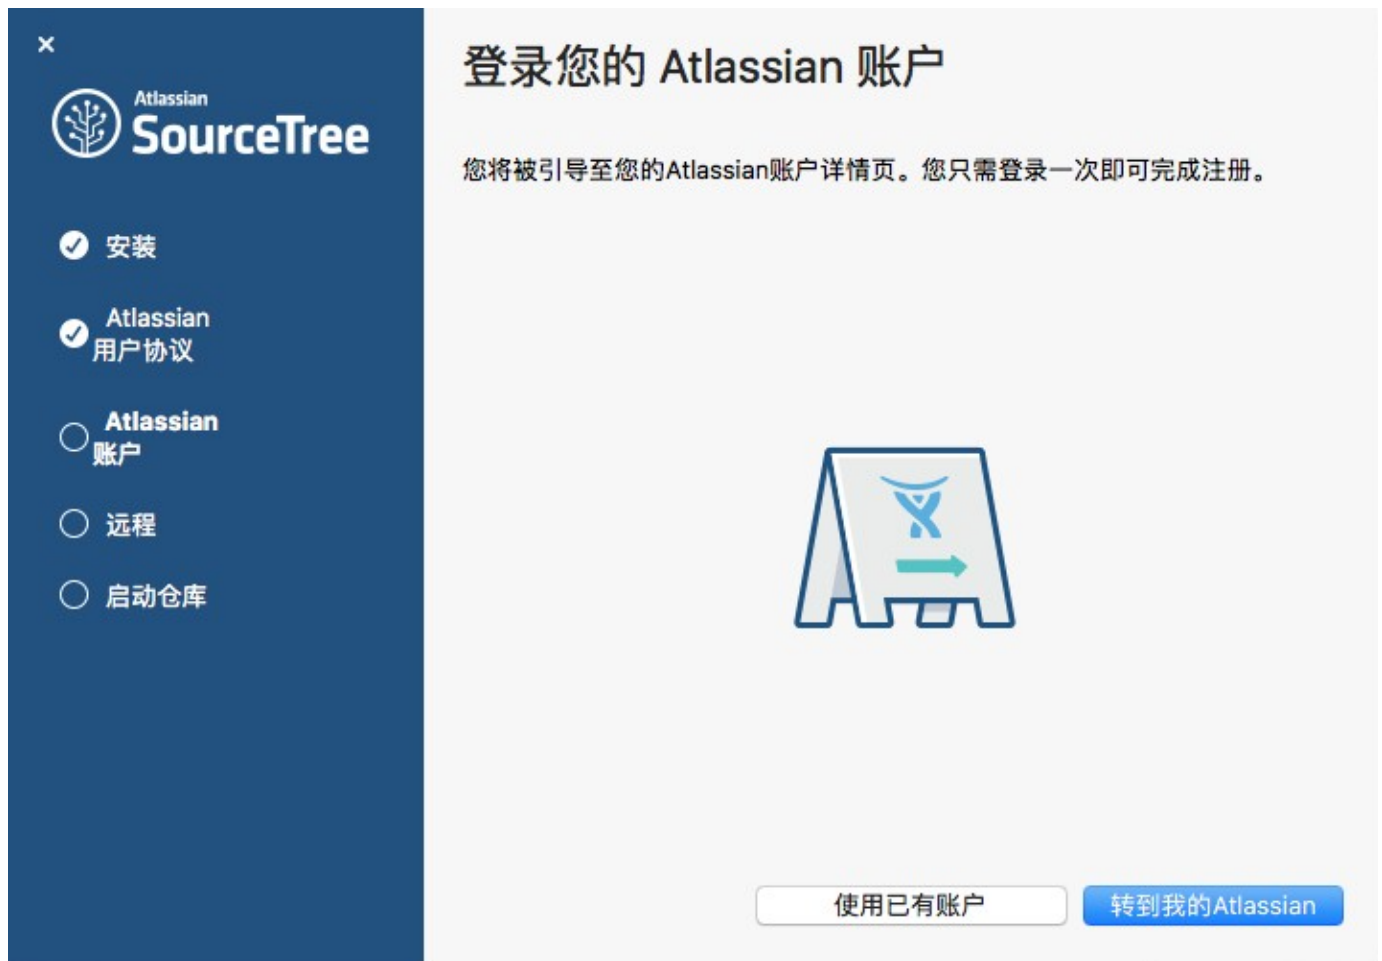 Atlassian
SourceTree
安装
Atlassian
用户协议
Atlassian
账户
远程
启动仓库
登录您的 Atlassian 账户
您将被引导至您的Atlassian账户详情页。您只需登录一次即可完成注册。
使用已有账户
转到我的Atlassian